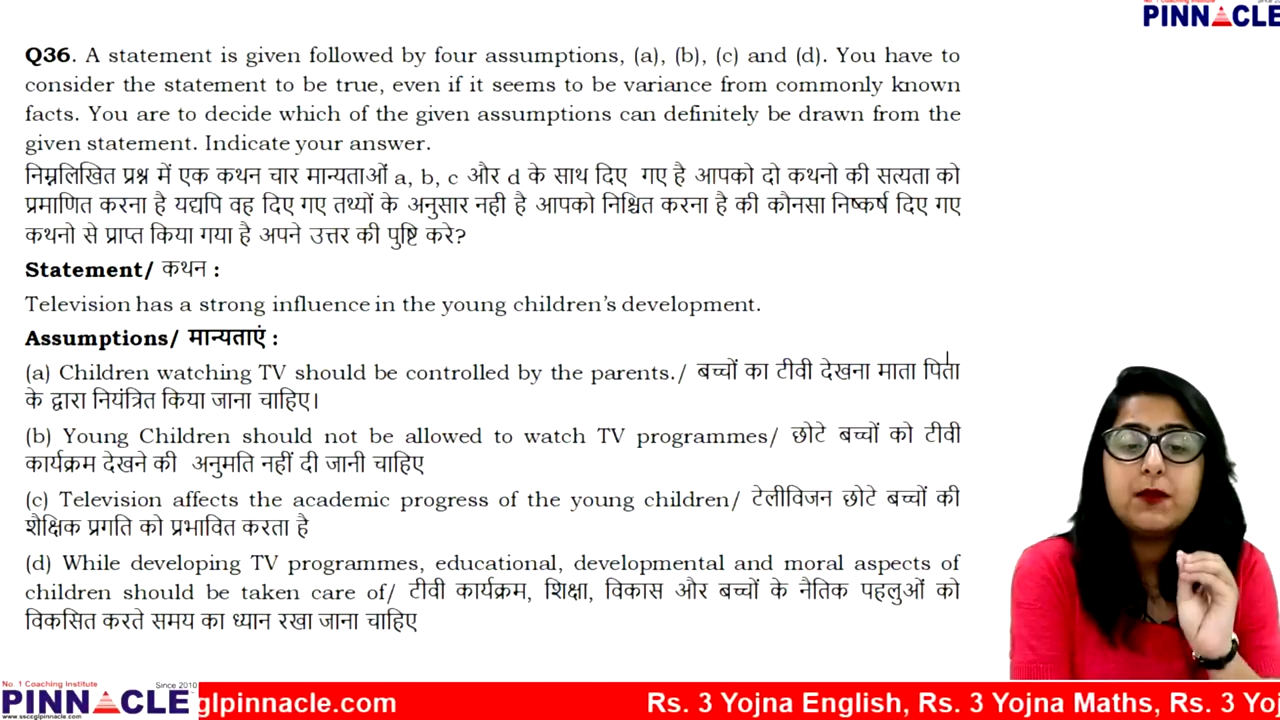 No. 1 Coaching Institute
PINNACLE
Q36. A statement is given followed by four assumptions, (a), (b), (c) and (d). You have to
consider the statement to be true, even if it seems to be variance from commonly known
facts. You are to decide which of the given assumptions can definitely be drawn from the
given statement. Indicate your answer.
निम्नलिखित प्रश्न में एक कथन चार मान्यताओं a, b, c और d के साथ दिए गए है आपको दो कथनो की सत्यता को
प्रमाणित करना है यद्यपि वह दिए गए तथ्यों के अनुसार नही है आपको निश्चित करना है की कौनसा निष्कर्ष दिए गए
कथनो से प्राप्त किया गया है अपने उत्तर की पुष्टि करे?
Statement/ कथन :
Television has a strong influence in the young children's development.
Assumptions/ मान्यताएं :
(a) Children watching TV should be controlled by the parents./ बच्चों का टीवी देखना माता पिता
के द्वारा नियंत्रित किया जाना चाहिए।
(b) Young Children should not be allowed to watch TV programmes/ छोटे बच्चों को टीवी
कार्यक्रम देखने की अनुमति नहीं दी जानी चाहिए
(c) Television affects the academic progress of the young children/ टेलीविजन छोटे बच्चों की
शैक्षिक प्रगति को प्रभावित करता है
(d) While developing TV programmes, educational, developmental and moral aspects of
children should be taken care of/ टीवी कार्यक्रम, शिक्षा, विकास और बच्चों के नैतिक पहलुओं को
विकसित करते समय का ध्यान रखा जाना चाहिए
No. 1 Coaching Institute Since 2010
PINNACLE
www.ssccglpinnacle.com
glpinnacle.com Rs. 3 Yojna English, Rs. 3 Yojna Maths, Rs. 3 Yoj